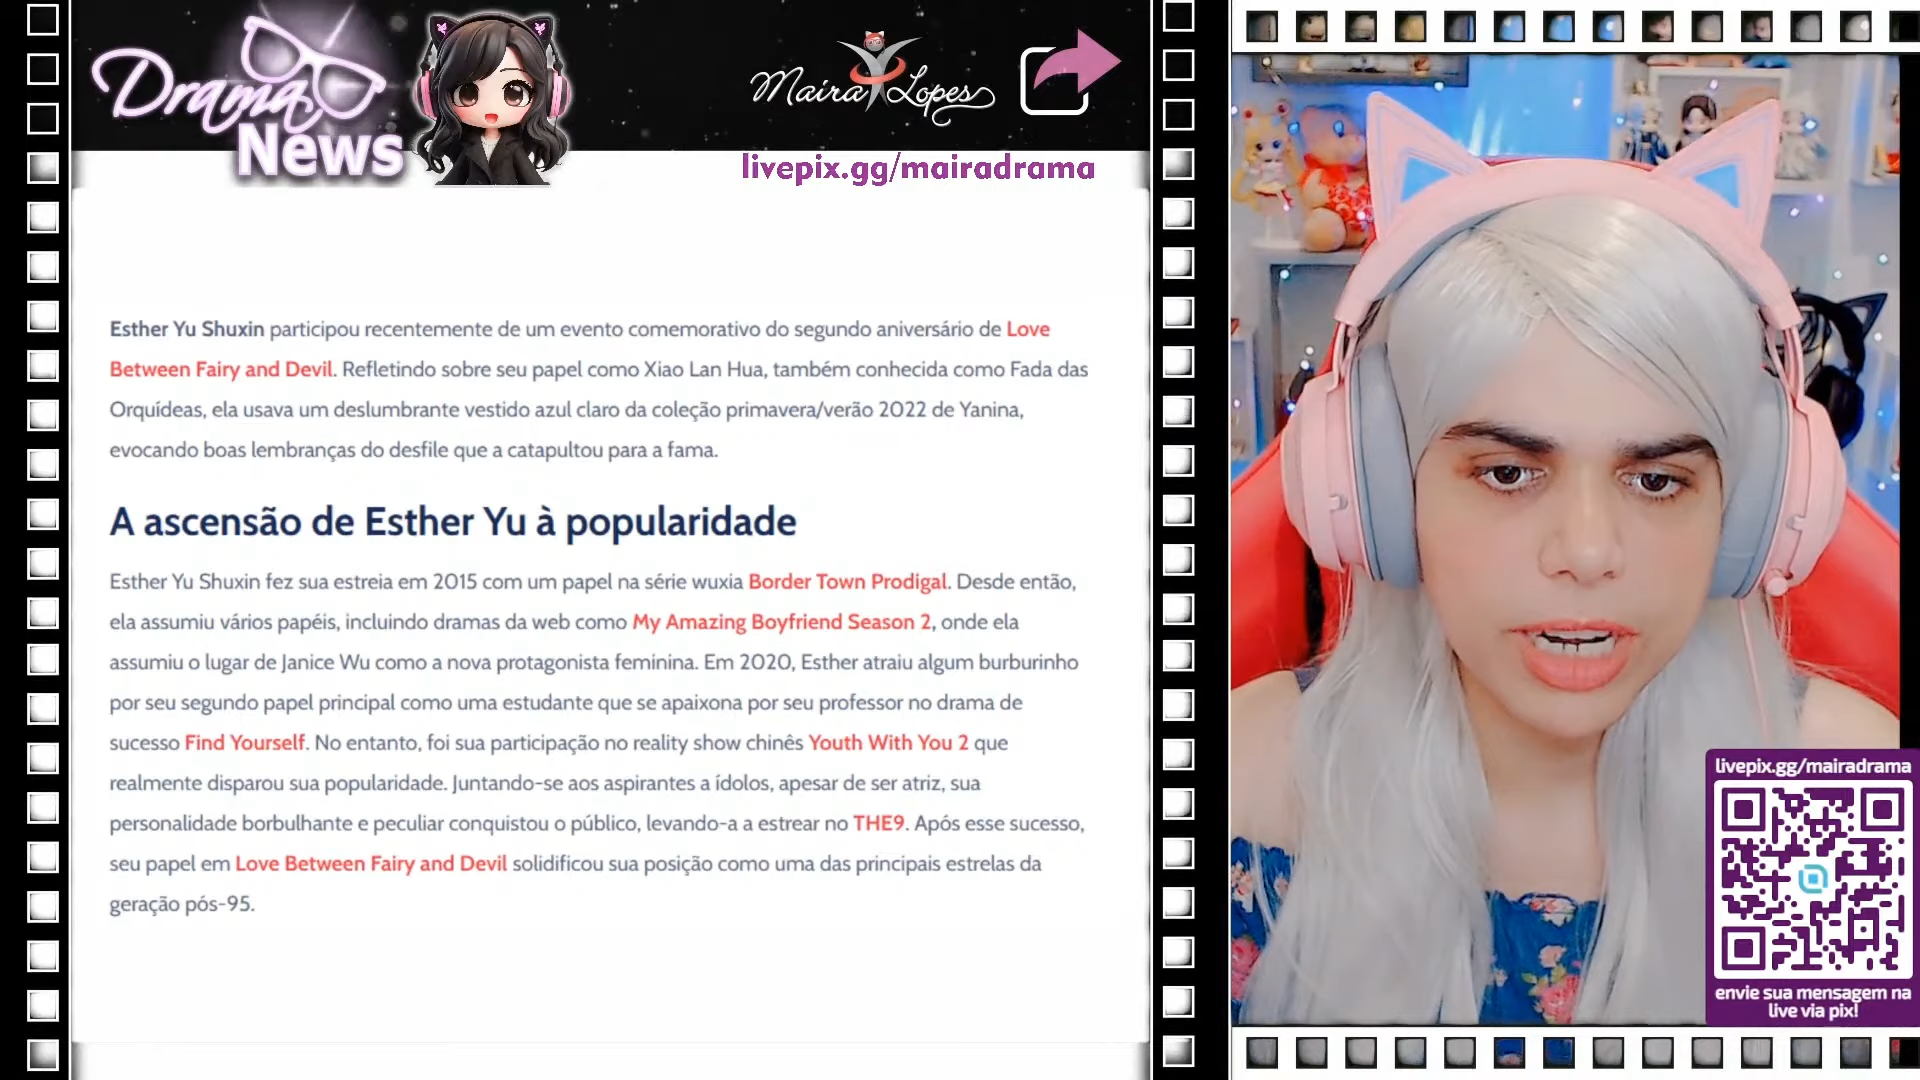 Drama
News
Maira Lopes
livepix.gg/mairadrama
Esther Yu Shuxin participou recentemente de um evento comemorativo do segundo aniversário de Love
Between Fairy and Devil. Refletindo sobre seu papel como Xiao Lan Hua, também conhecida como Fada das
Orquídeas, ela usava um deslumbrante vestido azul claro da coleção primavera/verão 2022 de Yanina,
evocando boas lembranças do desfile que a catapultou para a fama.
A ascensão de Esther Yu à popularidade
Esther Yu Shuxin fez sua estreia em 2015 com um papel na série wuxia Border Town Prodigal. Desde então,
ela assumiu vários papéis, incluindo dramas da web como My Amazing Boyfriend Season 2, onde ela
assumiu o lugar de Janice Wu como a nova protagonista feminina. Em 2020, Esther atraiu algum burburinho
por seu segundo papel principal como uma estudante que se apaixona por seu professor no drama de
sucesso Find Yourself. No entanto, foi sua participação no reality show chinês Youth With You 2 que
realmente disparou sua popularidade. Juntando-se aos aspirantes a ídolos, apesar de ser atriz, sua
personalidade borbulhante e peculiar conquistou o público, levando-a a estrear no THE9. Após esse sucesso,
seu papel em Love Between Fairy and Devil solidificou sua posição como uma das principais estrelas da
geração pós-95.
livepix.gg/mairadrama
envie sua mensagem na
live via pix!